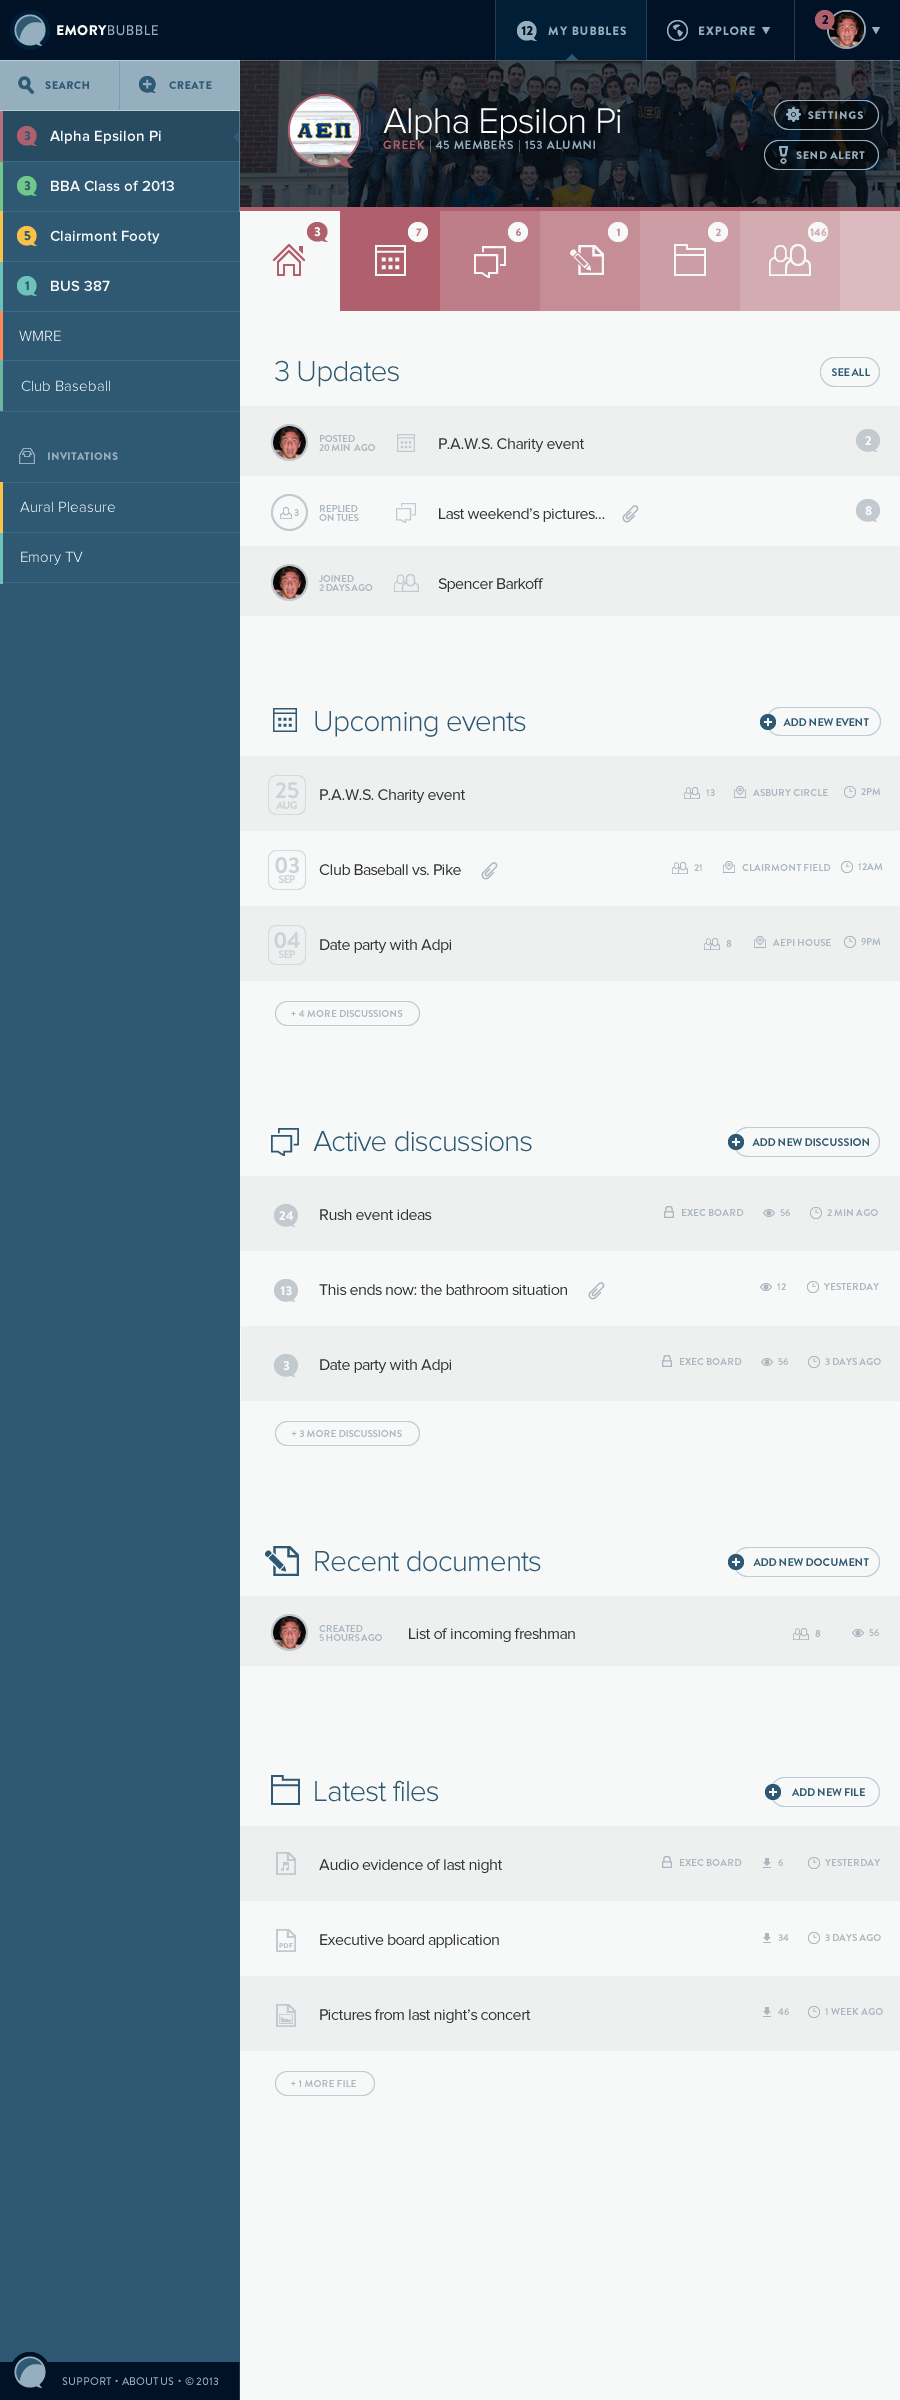 EMORYBUBBLE
12 MY BUBBLES
EXPLORE
2
SEARCH
CREATE
3 Alpha Epsilon Pi
3 BBA Class of 2013
5 Clairmont Footy
1 BUS 387
WMRE
Club Baseball
INVITATIONS
Aural Pleasure
Emory TV
ΑΕΠ
Alpha Epsilon Pi
GREEK | 45 MEMBERS | 153 ALUMNI
SETTINGS
SEND ALERT
3 7 6 1 2 146
3 Updates
SEE ALL
POSTED
20 MIN AGO
P.A.W.S. Charity event
2
3
REPLIED
ON TUES
Last weekend’s pictures...
8
JOINED
2 DAYS AGO
Spencer Barkoff
Upcoming events
ADD NEW EVENT
25
AUG
P.A.W.S. Charity event
13 ASBURY CIRCLE 2PM
03
SEP
Club Baseball vs. Pike
21 CLAIRMONT FIELD 12AM
04
SEP
Date party with Adpi
8 AEPI HOUSE 9PM
+ 4 MORE DISCUSSIONS
Active discussions
ADD NEW DISCUSSION
24 Rush event ideas EXEC BOARD 56 2 MIN AGO
13 This ends now: the bathroom situation 12 YESTERDAY
3 Date party with Adpi EXEC BOARD 56 3 DAYS AGO
+ 3 MORE DISCUSSIONS
Recent documents
ADD NEW DOCUMENT
CREATED
5 HOURS AGO
List of incoming freshman
8 56
Latest files
ADD NEW FILE
Audio evidence of last night EXEC BOARD 6 YESTERDAY
PDF Executive board application 34 3 DAYS AGO
Pictures from last night’s concert 46 1 WEEK AGO
+ 1 MORE FILE
SUPPORT • ABOUT US • © 2013